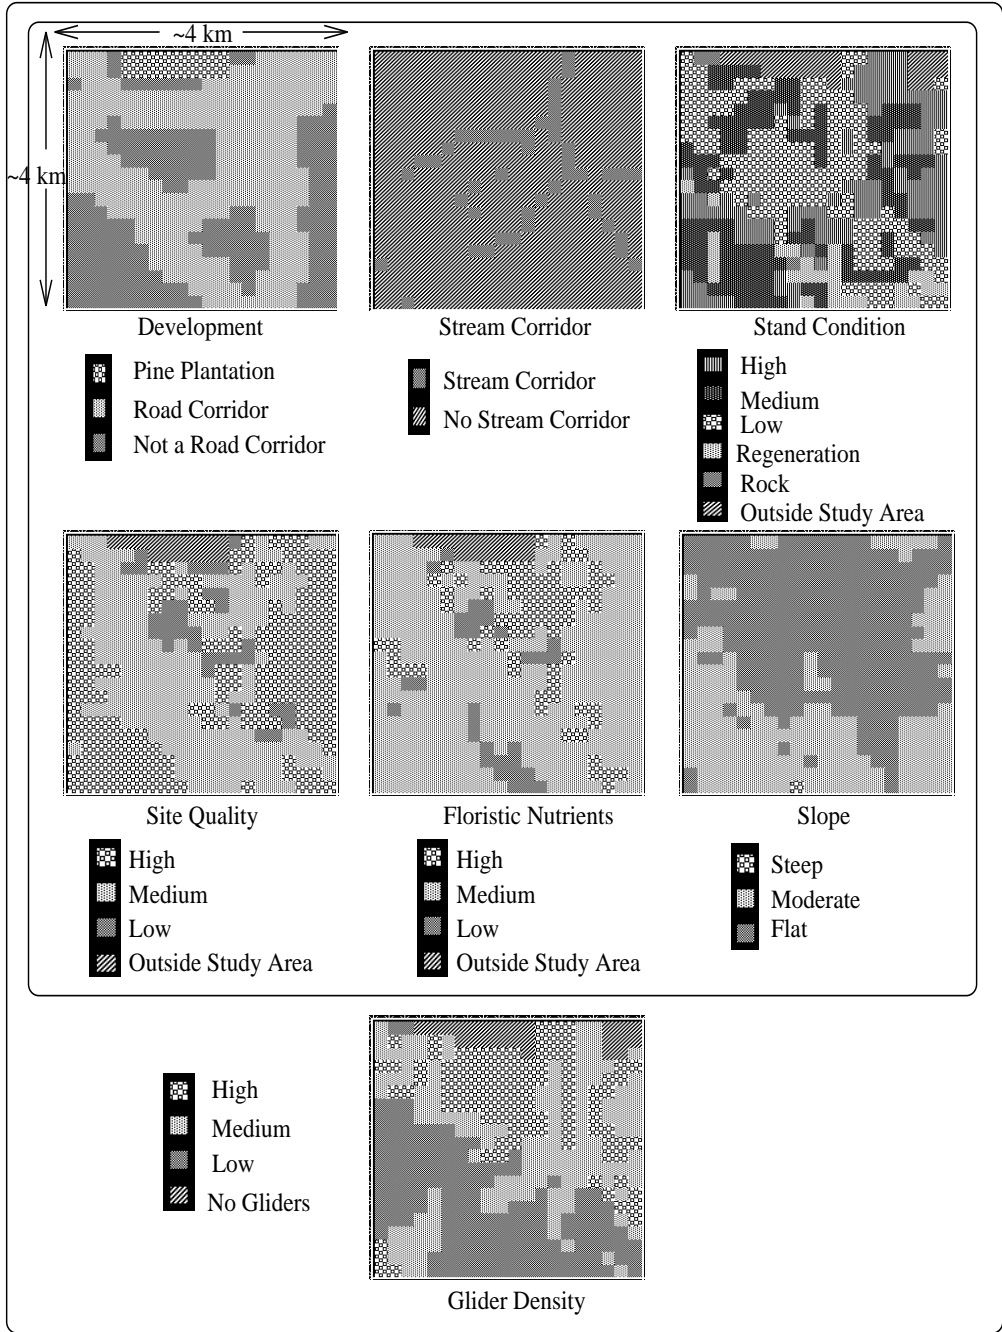 ~4 km
~4 km
Development
Stream Corridor
Stand Condition
Pine Plantation
Road Corridor
Not a Road Corridor
Stream Corridor
No Stream Corridor
High
Medium
Low
Regeneration
Rock
Outside Study Area
Site Quality
Floristic Nutrients
Slope
High
Medium
Low
Outside Study Area
High
Medium
Low
Outside Study Area
Steep
Moderate
Flat
High
Medium
Low
No Gliders
Glider Density